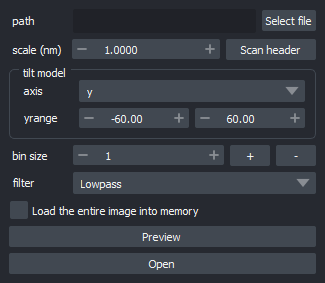 path Select file
scale (nm) − 1.0000 + Scan header
tilt model
axis y
yrange − -60.00 + − 60.00 +
bin size − 1 + + -
filter Lowpass
Load the entire image into memory
Preview
Open